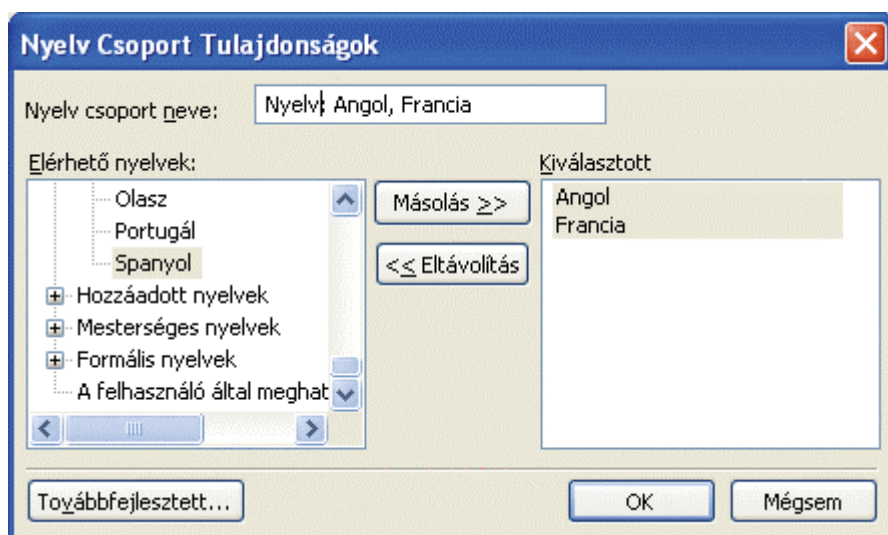 Nyelv Csoport Tulajdonságok
Nyelv csoport neve:
Nyelv: Angol, Francia
Elérhető nyelvek:
Olasz
Portugál
Spanyol
Hozzáadott nyelvek
Mesterséges nyelvek
Formális nyelvek
A felhasználó által meghat
Másolás >>
<< Eltávolítás
Kiválasztott
Angol
Francia
Továbbfejlesztett...
OK
Mégsem